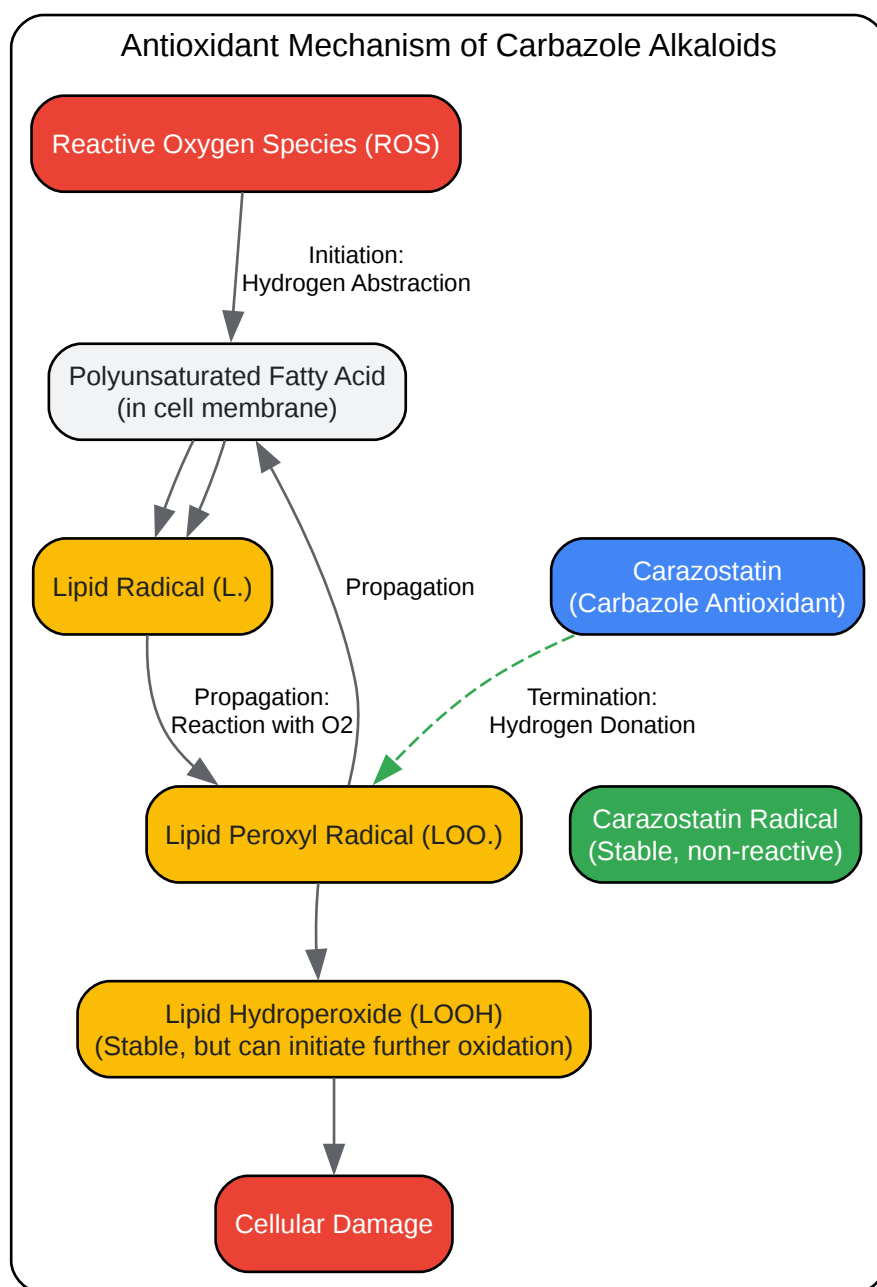 Antioxidant Mechanism of Carbazole Alkaloids
Reactive Oxygen Species (ROS)
Initiation:
Hydrogen Abstraction
Polyunsaturated Fatty Acid
(in cell membrane)
Lipid Radical (L.)
Propagation
Carazostatin
(Carbazole Antioxidant)
Propagation:
Reaction with O2
Termination:
Hydrogen Donation
Lipid Peroxyl Radical (LOO.)
Carazostatin Radical
(Stable, non-reactive)
Lipid Hydroperoxide (LOOH)
(Stable, but can initiate further oxidation)
Cellular Damage